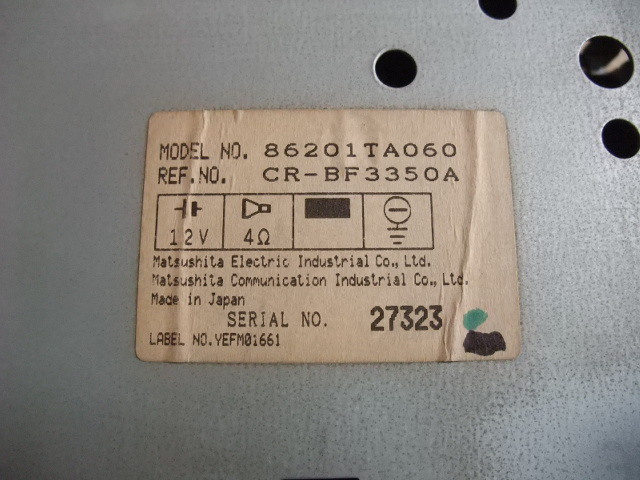 MODEL NO. 86201TA060
REF.NO. CR-BF3350A
12V 4Ω
Matsushita Electric Industrial Co., Ltd.
Matsushita Communication Industrial Co., Ltd.
Made in Japan
SERIAL NO. 27323
LABEL NO.YEFM01661